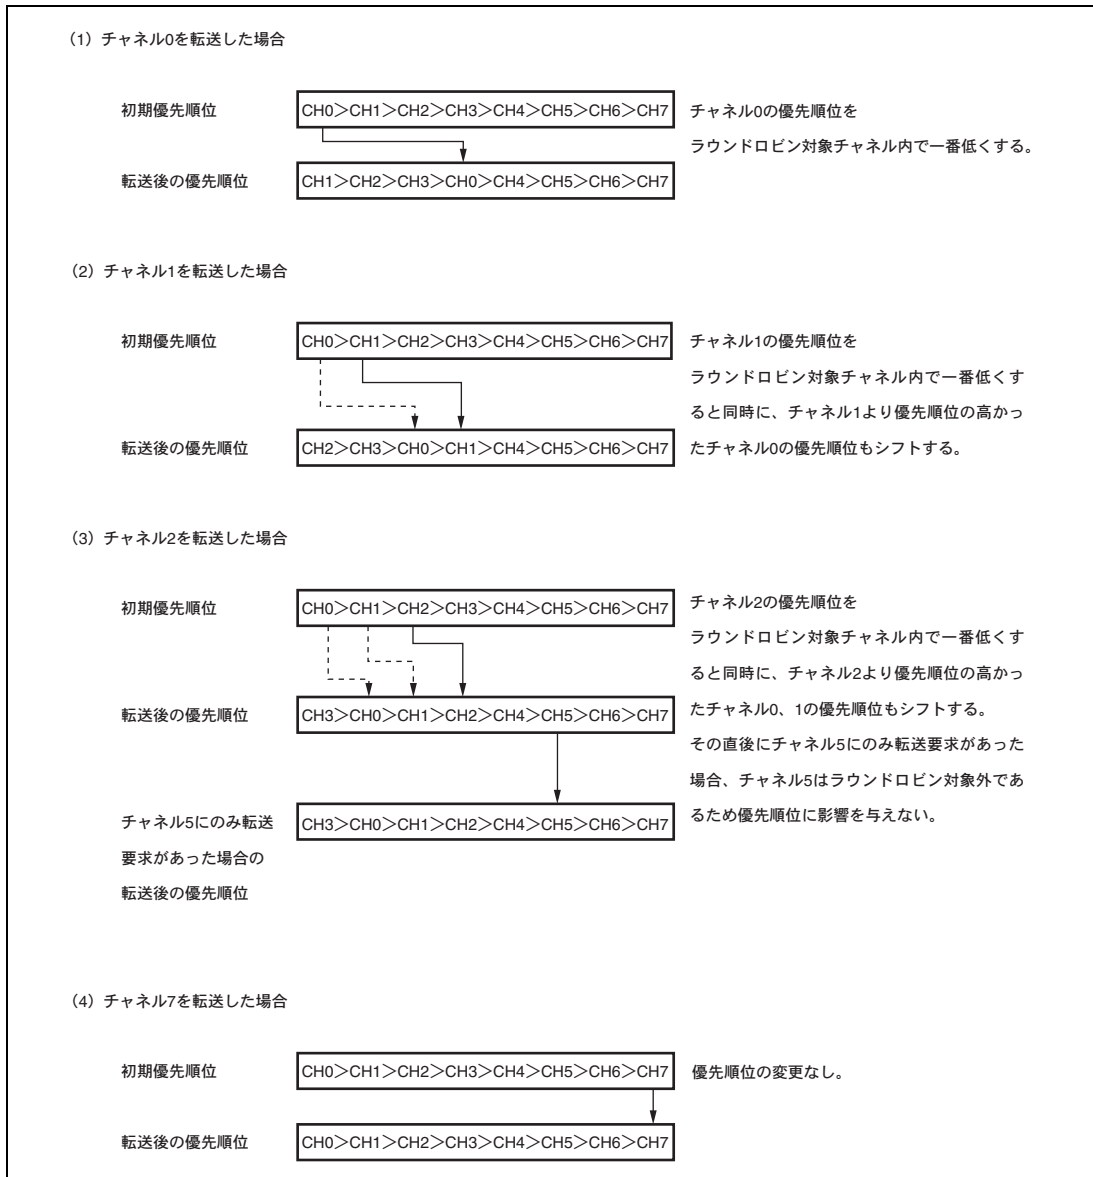 （1）チャネル0を転送した場合
初期優先順位
CH0＞CH1＞CH2＞CH3＞CH4＞CH5＞CH6＞CH7
チャネル0の優先順位を
ラウンドロビン対象チャネル内で一番低くする。
転送後の優先順位
CH1＞CH2＞CH3＞CH0＞CH4＞CH5＞CH6＞CH7
（2）チャネル1を転送した場合
初期優先順位
CH0＞CH1＞CH2＞CH3＞CH4＞CH5＞CH6＞CH7
チャネル1の優先順位を
ラウンドロビン対象チャネル内で一番低くす
ると同時に、チャネル1より優先順位の高かっ
たチャネル0の優先順位もシフトする。
転送後の優先順位
CH2＞CH3＞CH0＞CH1＞CH4＞CH5＞CH6＞CH7
（3）チャネル2を転送した場合
初期優先順位
CH0＞CH1＞CH2＞CH3＞CH4＞CH5＞CH6＞CH7
チャネル2の優先順位を
ラウンドロビン対象チャネル内で一番低くす
ると同時に、チャネル2より優先順位の高かっ
たチャネル0、1の優先順位もシフトする。
その直後にチャネル5にのみ転送要求があった
場合、チャネル5はラウンドロビン対象外であ
るため優先順位に影響を与えない。
転送後の優先順位
CH3＞CH0＞CH1＞CH2＞CH4＞CH5＞CH6＞CH7
チャネル5にのみ転送
要求があった場合の
転送後の優先順位
CH3＞CH0＞CH1＞CH2＞CH4＞CH5＞CH6＞CH7
（4）チャネル7を転送した場合
初期優先順位
CH0＞CH1＞CH2＞CH3＞CH4＞CH5＞CH6＞CH7
優先順位の変更なし。
転送後の優先順位
CH0＞CH1＞CH2＞CH3＞CH4＞CH5＞CH6＞CH7